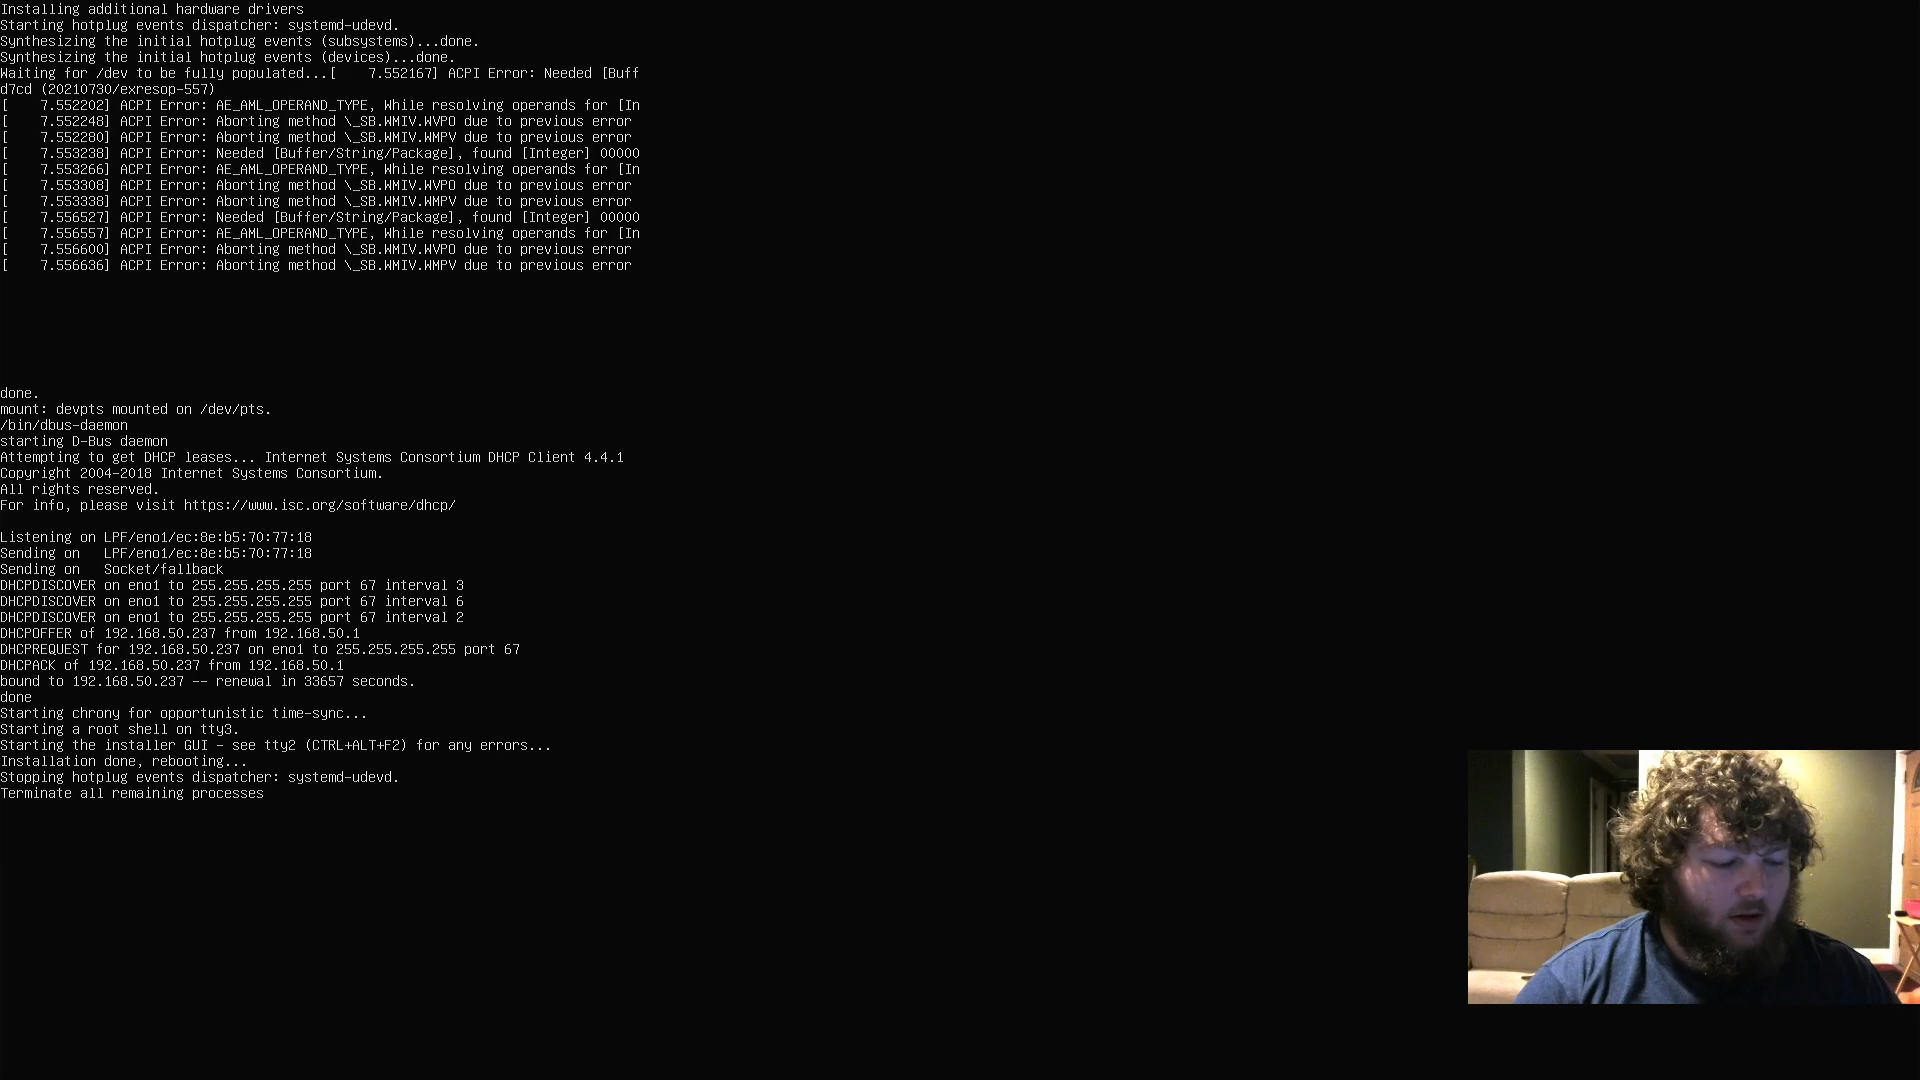 Installing additional hardware drivers
Starting hotplug events dispatcher: systemd-udevd.
Synthesizing the initial hotplug events (subsystems)...done.
Synthesizing the initial hotplug events (devices)...done.
Waiting for /dev to be fully populated...[    7.552167] ACPI Error: Needed [Buff
d7cd (20210730/exresop-557)
[    7.552202] ACPI Error: AE_AML_OPERAND_TYPE, While resolving operands for [In
[    7.552248] ACPI Error: Aborting method \_SB.WMIV.WVPO due to previous error
[    7.552280] ACPI Error: Aborting method \_SB.WMIV.WMPV due to previous error
[    7.553238] ACPI Error: Needed [Buffer/String/Package], found [Integer] 00000
[    7.553266] ACPI Error: AE_AML_OPERAND_TYPE, While resolving operands for [In
[    7.553308] ACPI Error: Aborting method \_SB.WMIV.WVPO due to previous error
[    7.553338] ACPI Error: Aborting method \_SB.WMIV.WMPV due to previous error
[    7.556527] ACPI Error: Needed [Buffer/String/Package], found [Integer] 00000
[    7.556557] ACPI Error: AE_AML_OPERAND_TYPE, While resolving operands for [In
[    7.556600] ACPI Error: Aborting method \_SB.WMIV.WVPO due to previous error
[    7.556636] ACPI Error: Aborting method \_SB.WMIV.WMPV due to previous error
done.
mount: devpts mounted on /dev/pts.
/bin/dbus-daemon
starting D-Bus daemon
Attempting to get DHCP leases... Internet Systems Consortium DHCP Client 4.4.1
Copyright 2004-2018 Internet Systems Consortium.
All rights reserved.
For info, please visit https://www.isc.org/software/dhcp/
Listening on LPF/eno1/ec:8e:b5:70:77:18
Sending on   LPF/eno1/ec:8e:b5:70:77:18
Sending on   Socket/fallback
DHCPDISCOVER on eno1 to 255.255.255.255 port 67 interval 3
DHCPDISCOVER on eno1 to 255.255.255.255 port 67 interval 6
DHCPDISCOVER on eno1 to 255.255.255.255 port 67 interval 2
DHCPOFFER of 192.168.50.237 from 192.168.50.1
DHCPREQUEST for 192.168.50.237 on eno1 to 255.255.255.255 port 67
DHCPACK of 192.168.50.237 from 192.168.50.1
bound to 192.168.50.237 -- renewal in 33657 seconds.
done
Starting chrony for opportunistic time-sync...
Starting a root shell on tty3.
Starting the installer GUI - see tty2 (CTRL+ALT+F2) for any errors...
Installation done, rebooting...
Stopping hotplug events dispatcher: systemd-udevd.
Terminate all remaining processes